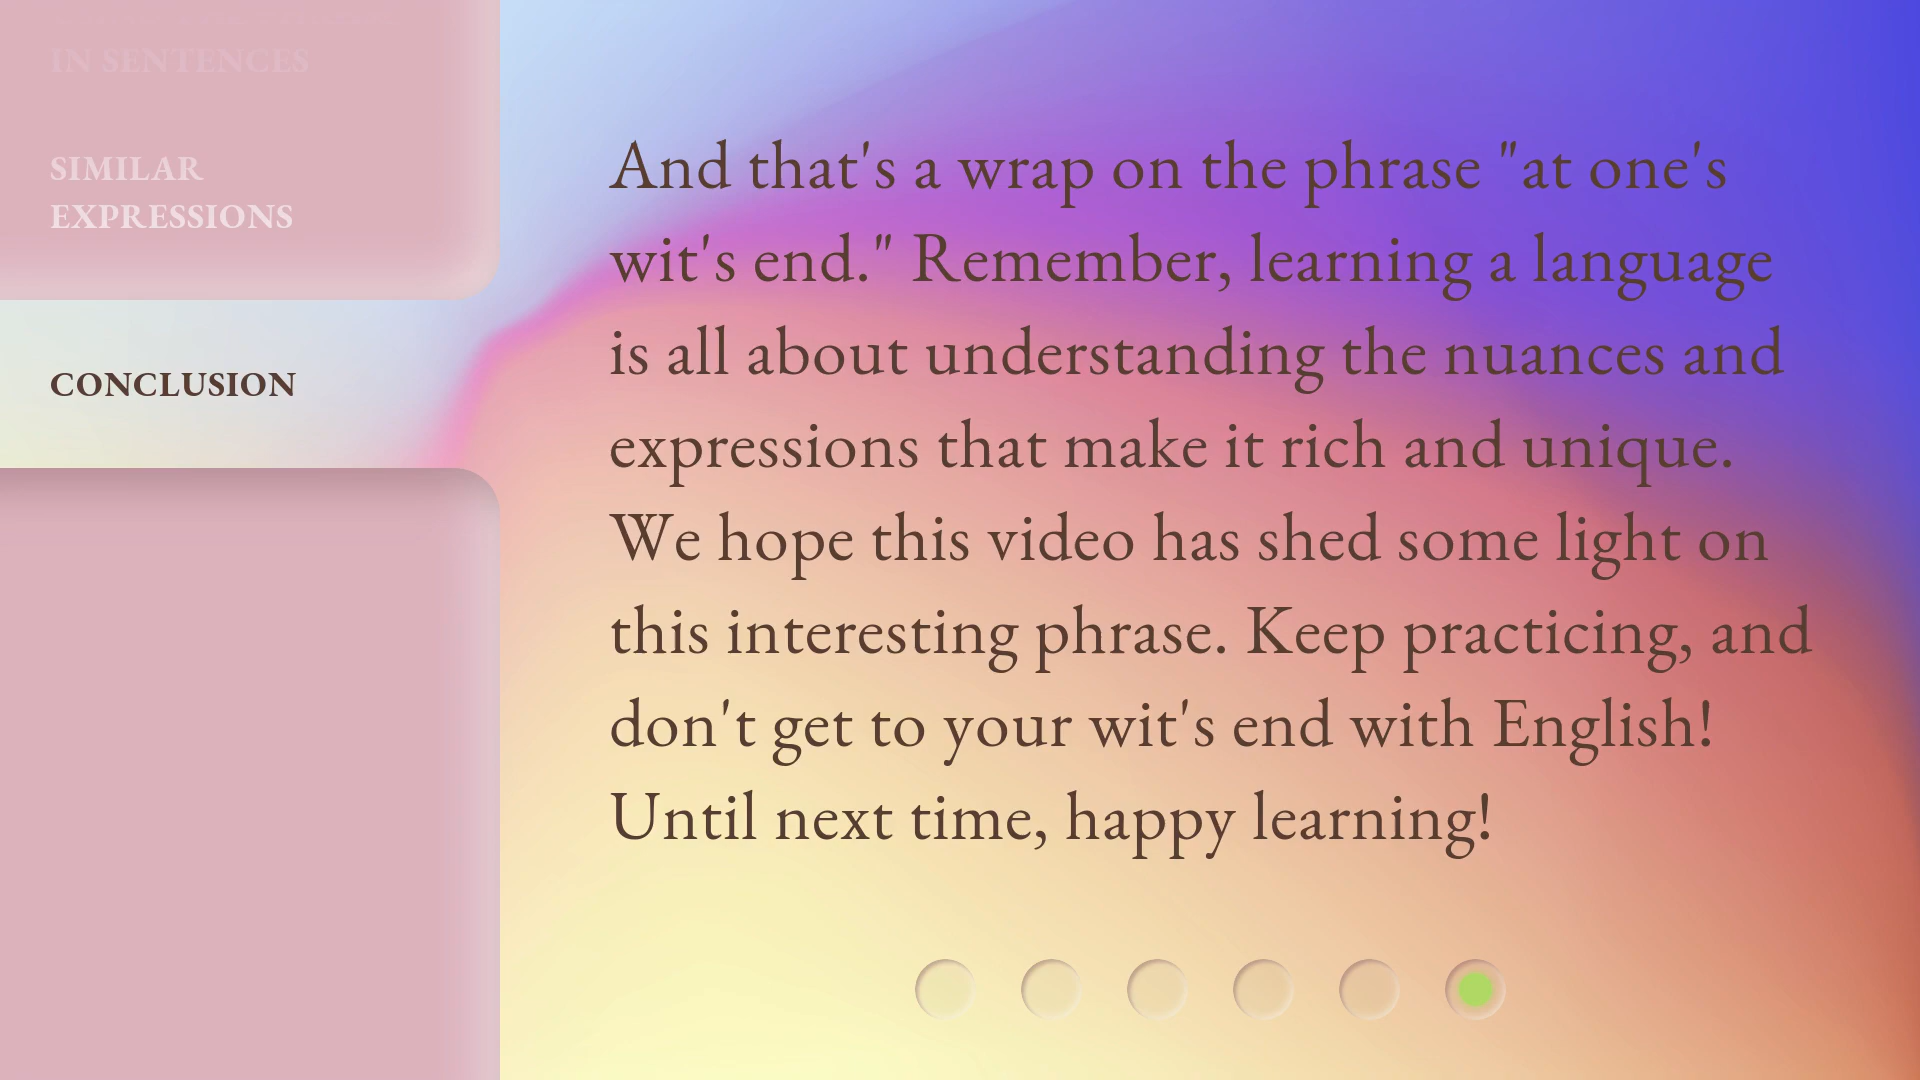 IN SENTENCES
SIMILAR
EXPRESSIONS
CONCLUSION
And that's a wrap on the phrase "at one's
wit's end." Remember, learning a language
is all about understanding the nuances and
expressions that make it rich and unique.
We hope this video has shed some light on
this interesting phrase. Keep practicing, and
don't get to your wit's end with English!
Until next time, happy learning!